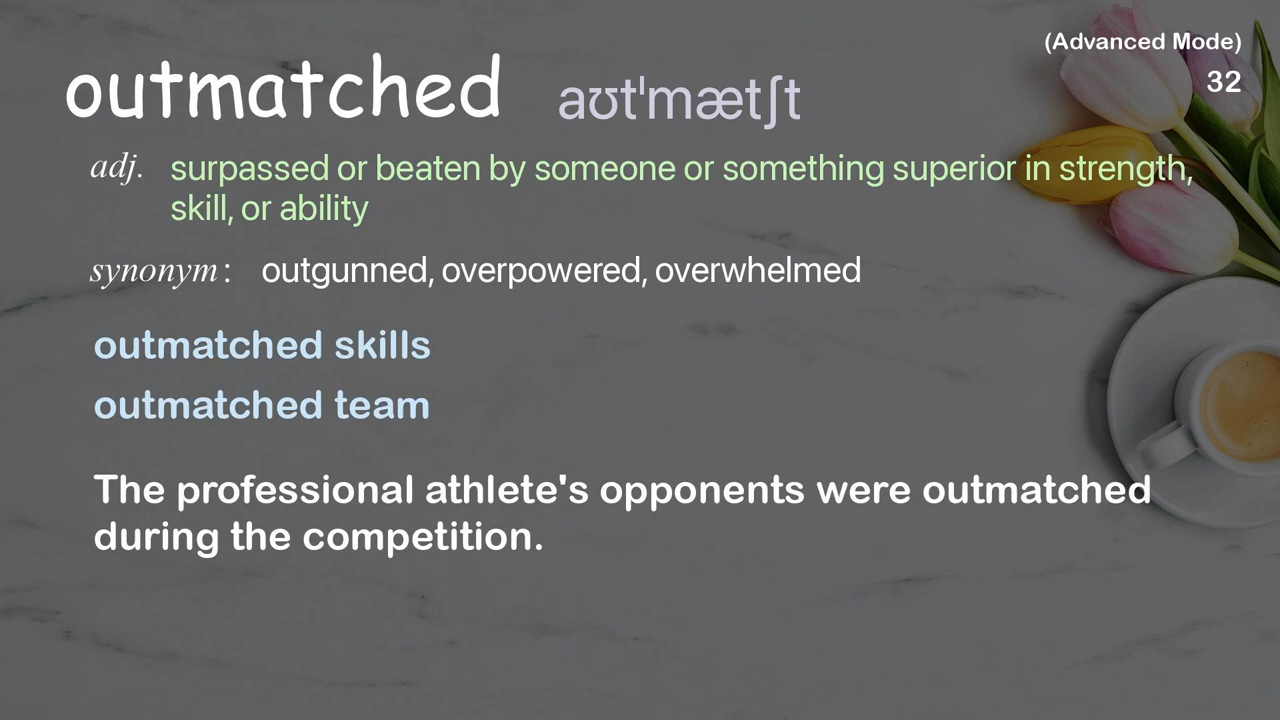 (Advanced Mode)
32
outmatched aʊtˈmætʃt
adj. surpassed or beaten by someone or something superior in strength,
skill, or ability
synonym: outgunned, overpowered, overwhelmed
outmatched skills
outmatched team
The professional athlete's opponents were outmatched
during the competition.